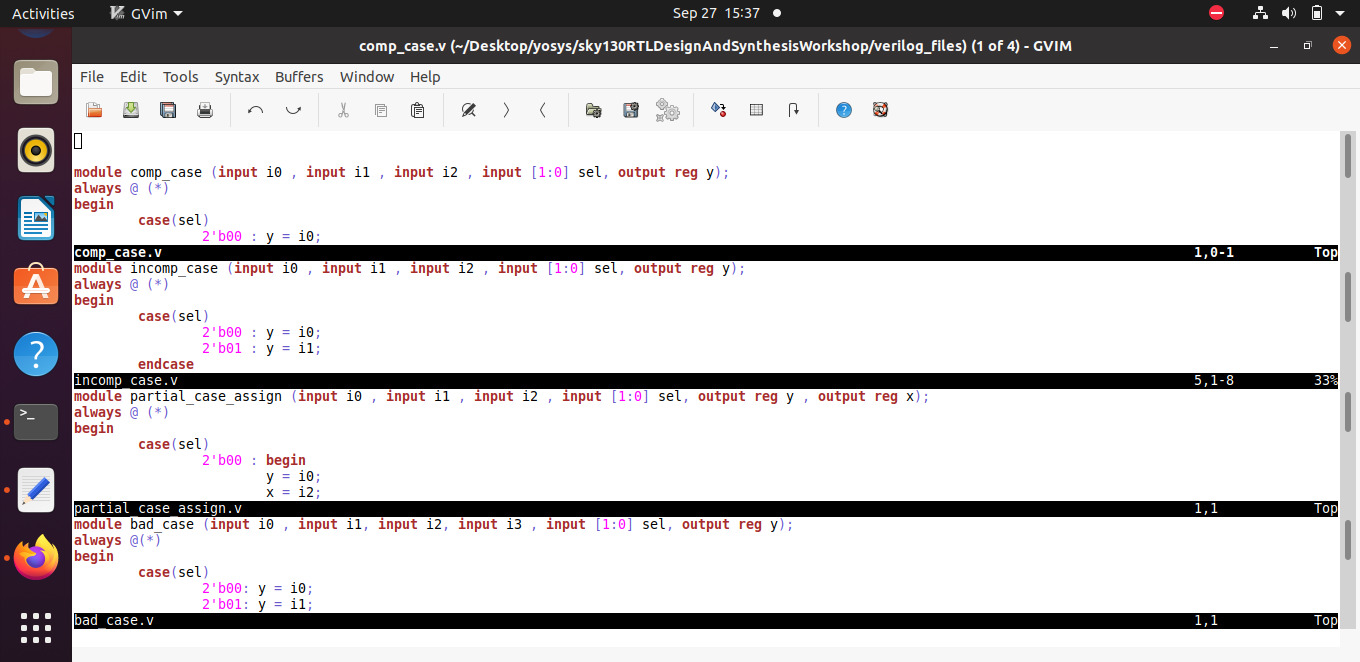 Activities GVim Sep 27 15:37
comp_case.v (~/Desktop/yosys/sky130RTLDesignAndSynthesisWorkshop/verilog_files) (1 of 4) - GVIM
File Edit Tools Syntax Buffers Window Help
module comp_case (input i0 , input i1 , input i2 , input [1:0] sel, output reg y);
always @ (*)
begin
case(sel)
2'b00 : y = i0;
comp_case.v 1,0-1 Top
module incomp_case (input i0 , input i1 , input i2 , input [1:0] sel, output reg y);
always @ (*)
begin
case(sel)
2'b00 : y = i0;
2'b01 : y = i1;
endcase
incomp_case.v 5,1-8 33%
module partial_case_assign (input i0 , input i1 , input i2 , input [1:0] sel, output reg y , output reg x);
always @ (*)
begin
case(sel)
2'b00 : begin
y = i0;
x = i2;
partial_case_assign.v 1,1 Top
module bad_case (input i0 , input i1, input i2, input i3 , input [1:0] sel, output reg y);
always @(*)
begin
case(sel)
2'b00: y = i0;
2'b01: y = i1;
bad_case.v 1,1 Top